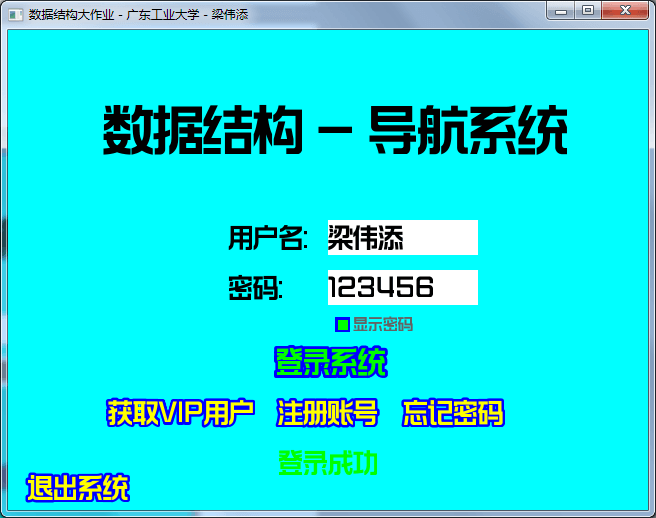 数据结构大作业 - 广东工业大学 - 梁伟添
数据结构 - 导航系统
用户名: 梁伟添
密码: 123456
显示密码
登录系统
获取VIP用户 注册账号 忘记密码
登录成功
退出系统